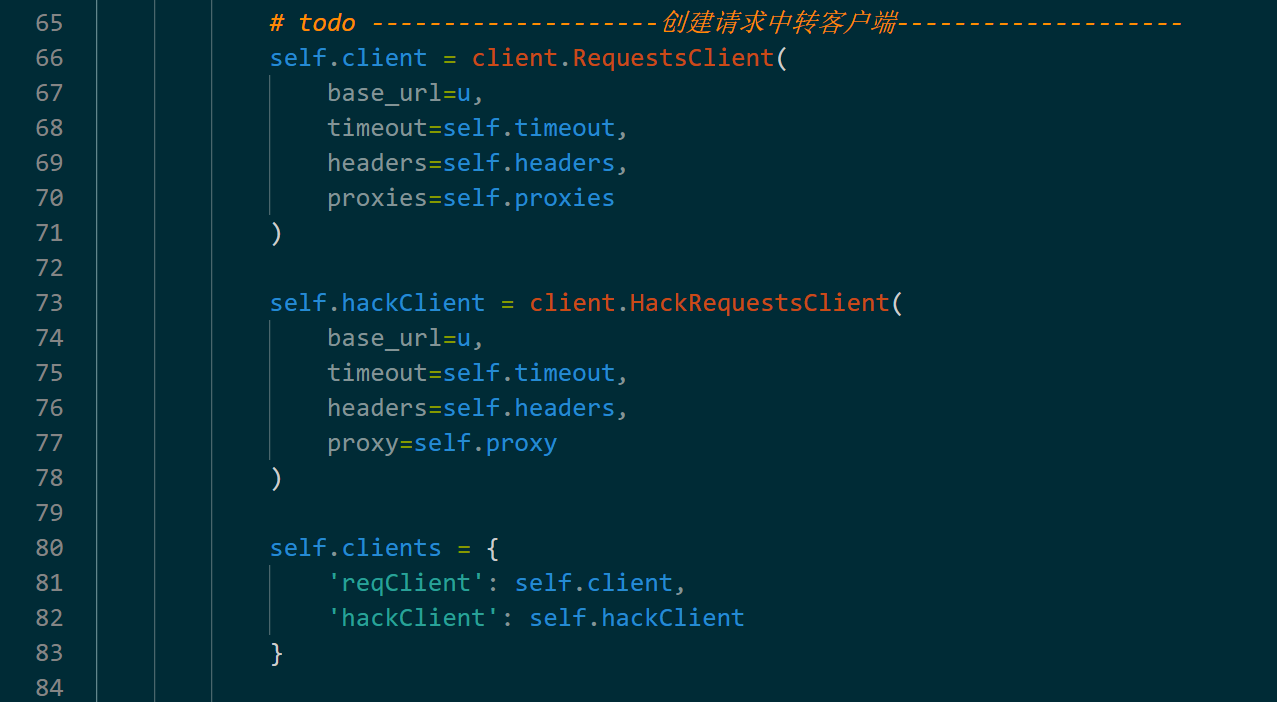 65 # todo --------------------创建请求中转客户端--------------------
66 self.client = client.RequestsClient(
67 base_url=u,
68 timeout=self.timeout,
69 headers=self.headers,
70 proxies=self.proxies
71 )
72
73 self.hackClient = client.HackRequestsClient(
74 base_url=u,
75 timeout=self.timeout,
76 headers=self.headers,
77 proxy=self.proxy
78 )
79
80 self.clients = {
81 'reqClient': self.client,
82 'hackClient': self.hackClient
83 }
84